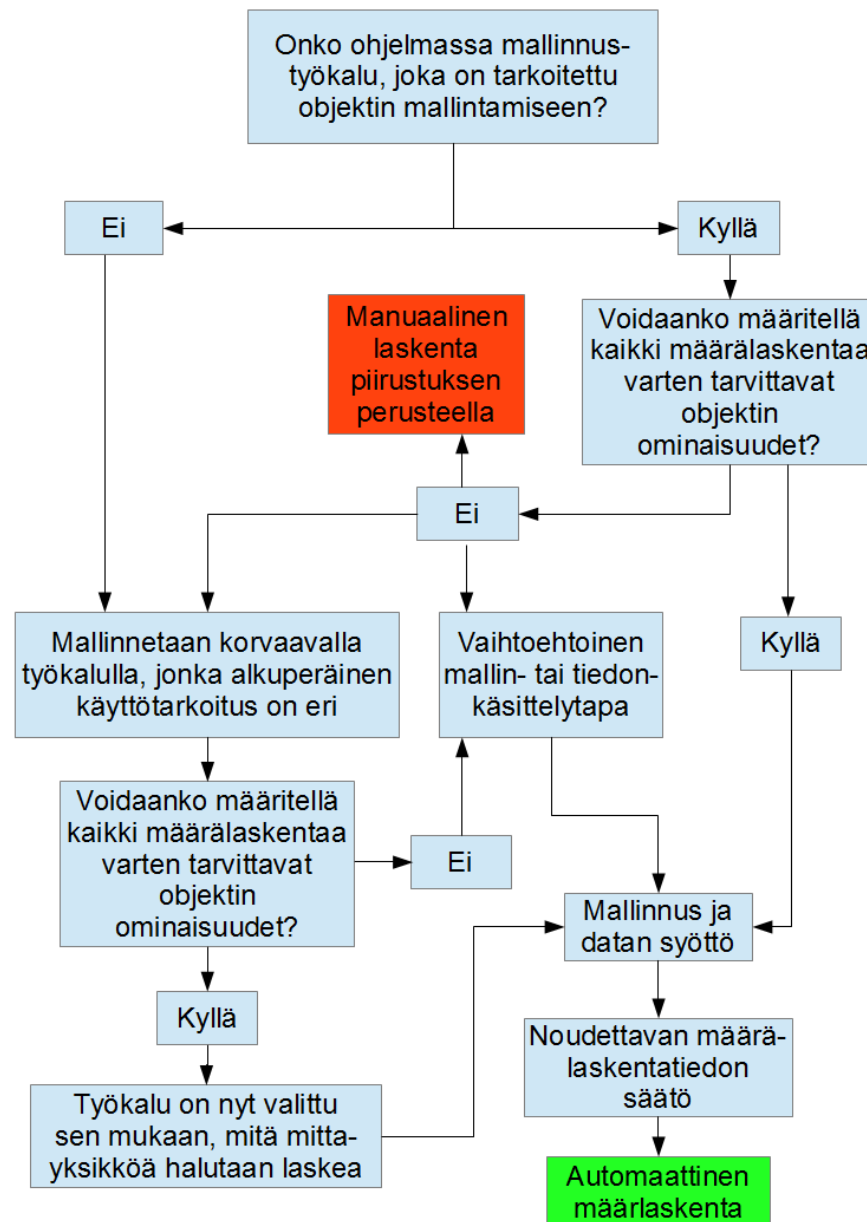 Onko ohjelmassa mallinnus-
työkalu, joka on tarkoitettu
objektin mallintamiseen?
Ei
Kyllä
Manuaalinen
laskenta
piirustuksen
perusteella
Voidaanko määritellä
kaikki määrälaskentaa
varten tarvittavat
objektin
ominaisuudet?
Ei
Mallinnetaan korvaavalla
työkalulla, jonka alkuperäinen
käyttötarkoitus on eri
Vaihtoehtoinen
mallin- tai tiedon-
käsittelytapa
Kyllä
Voidaanko määritellä
kaikki määrälaskentaa
varten tarvittavat
objektin
ominaisuudet?
Ei
Mallinnus ja
datan syöttö
Kyllä
Noudettavan määrä-
laskentatiedon
säätö
Työkalu on nyt valittu
sen mukaan, mitä mitta-
yksikköä halutaan laskea
Automaattinen
määrlaskenta